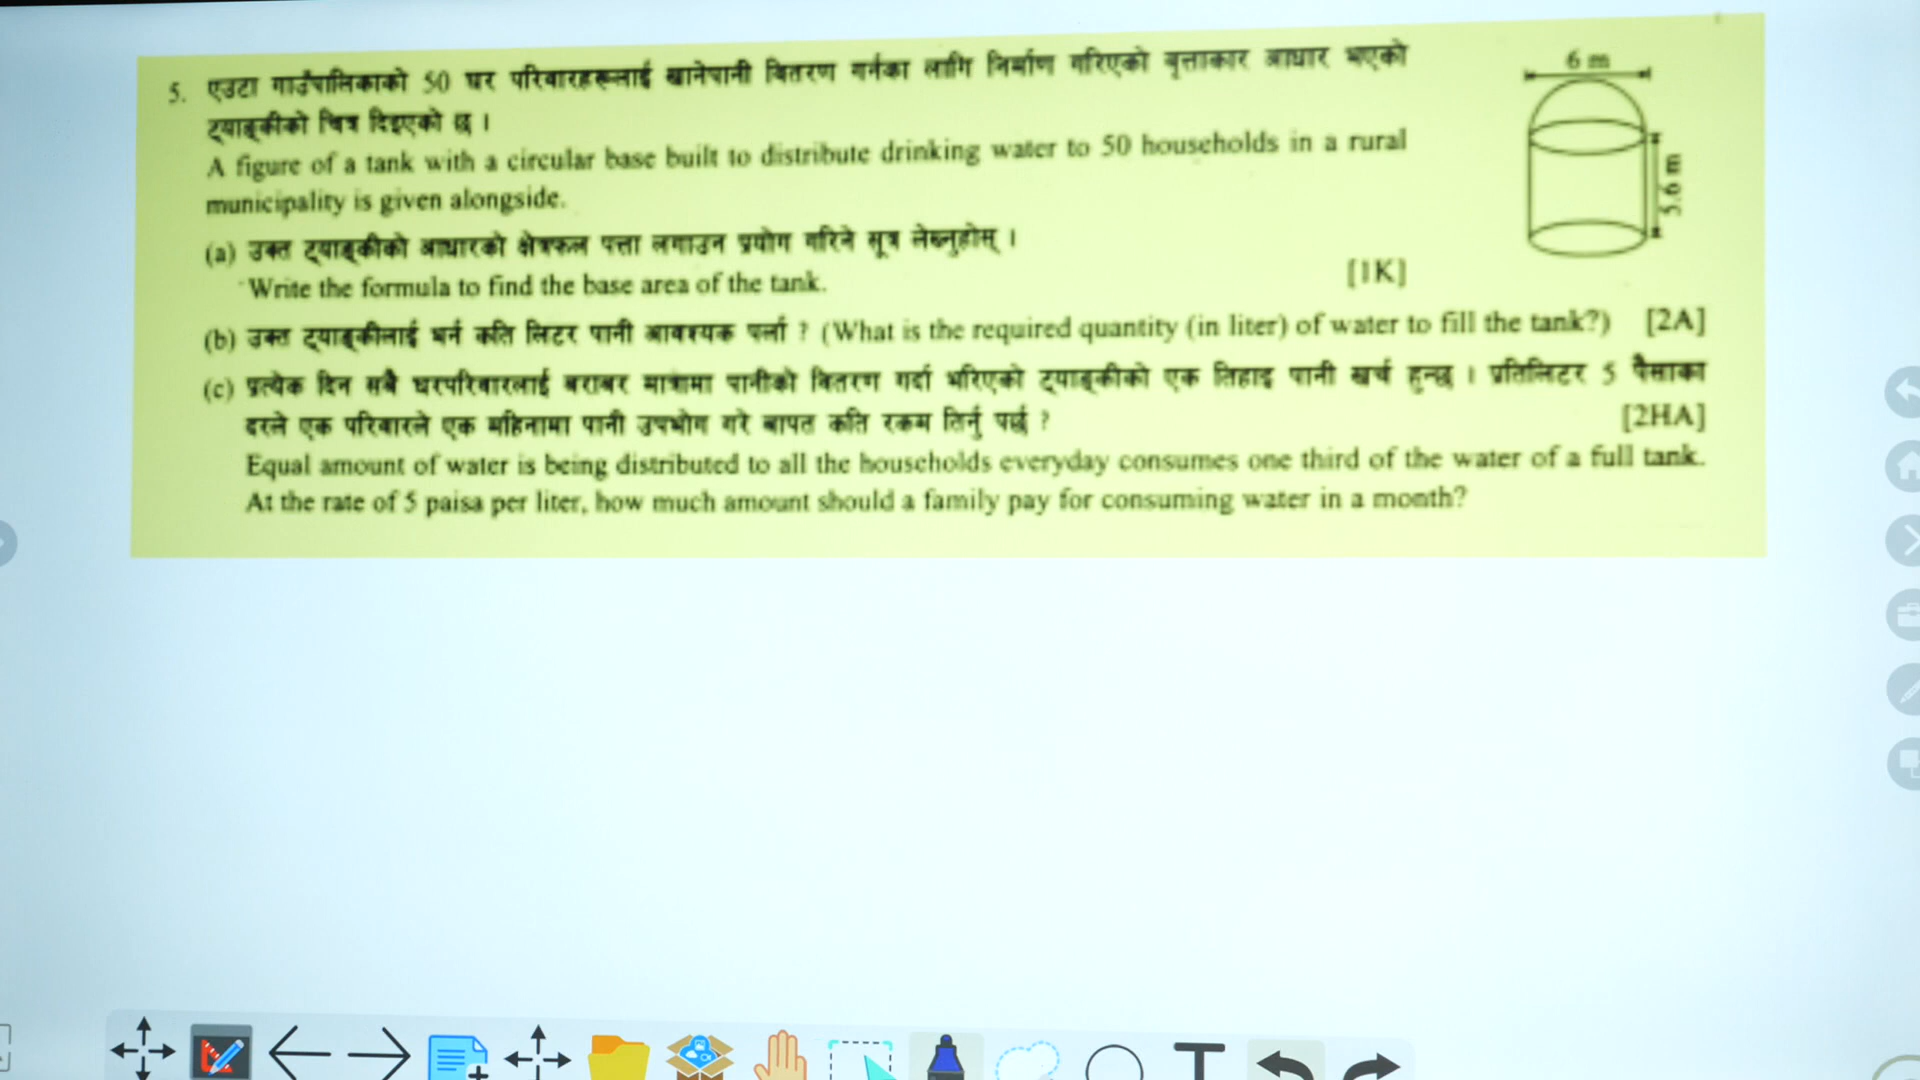 5. एउटा गाउँपालिकाको 50 घर परिवारहरूलाई खानेपानी वितरण गर्नका लागि निर्माण गरिएको वृत्ताकार आधार भएको
ट्याङ्कीको चित्र दिइएको छ ।
A figure of a tank with a circular base built to distribute drinking water to 50 households in a rural
municipality is given alongside.
6 m
5.6 m
(a) उक्त ट्याङ्कीको आधारको क्षेत्रफल पत्ता लगाउन प्रयोग गरिने सूत्र लेख्नुहोस् ।
Write the formula to find the base area of the tank. [1K]
(b) उक्त ट्याङ्कीलाई भर्न कति लिटर पानी आवश्यक पर्ला ? (What is the required quantity (in liter) of water to fill the tank?) [2A]
(c) प्रत्येक दिन सबै घरपरिवारलाई बराबर मात्रामा पानीको वितरण गर्दा भरिएको ट्याङ्कीको एक तिहाइ पानी खर्च हुन्छ । प्रतिलिटर 5 पैसाका
दरले एक परिवारले एक महिनामा पानी उपभोग गरे बापत कति रकम तिर्नु पर्छ ? [2HA]
Equal amount of water is being distributed to all the households everyday consumes one third of the water of a full tank.
At the rate of 5 paisa per liter, how much amount should a family pay for consuming water in a month?